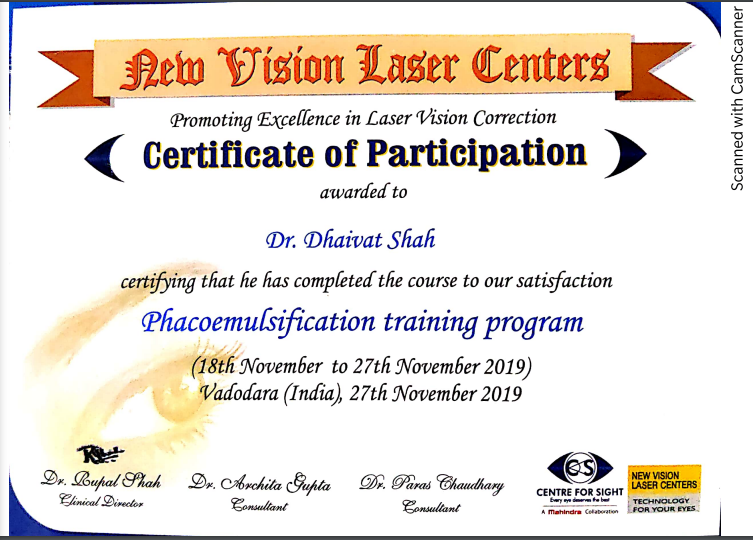 New Vision Laser Centers
Promoting Excellence in Laser Vision Correction
Certificate of Participation
awarded to
Dr. Dhaivat Shah
certifying that he has completed the course to our satisfaction
Phacoemulsification training program
(18th November to 27th November 2019)
Vadodara (India), 27th November 2019
Dr. Rupal Shah
Clinical Director
Dr. Archita Gupta
Consultant
Dr. Paras Chaudhary
Consultant
CS
CENTRE FOR SIGHT
Every eye deserves the best
A Mahindra Collaboration
NEW VISION
LASER CENTERS
TECHNOLOGY
FOR YOUR EYES
Scanned with CamScanner